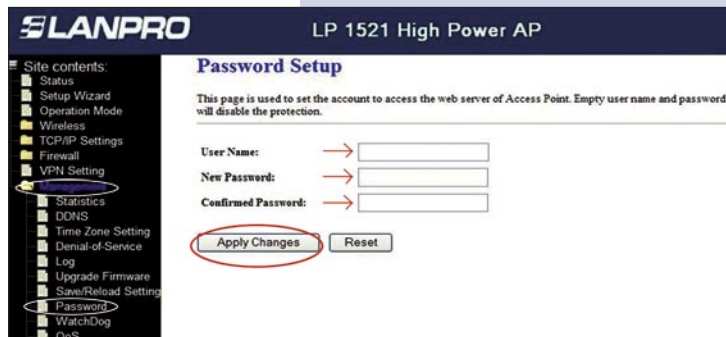 LANPRO
LP 1521 High Power AP
Site contents:
Status
Setup Wizard
Operation Mode
Wireless
TCP/IP Settings
Firewall
VPN Setting
Management
Statistics
DDNS
Time Zone Setting
Denial-of-Service
Log
Upgrade Firmware
Save/Reload Setting
Password
WatchDog
QoS
Password Setup
This page is used to set the account to access the web server of Access Point. Empty user name and password
will disable the protection.
User Name:
New Password:
Confirmed Password:
Apply Changes Reset